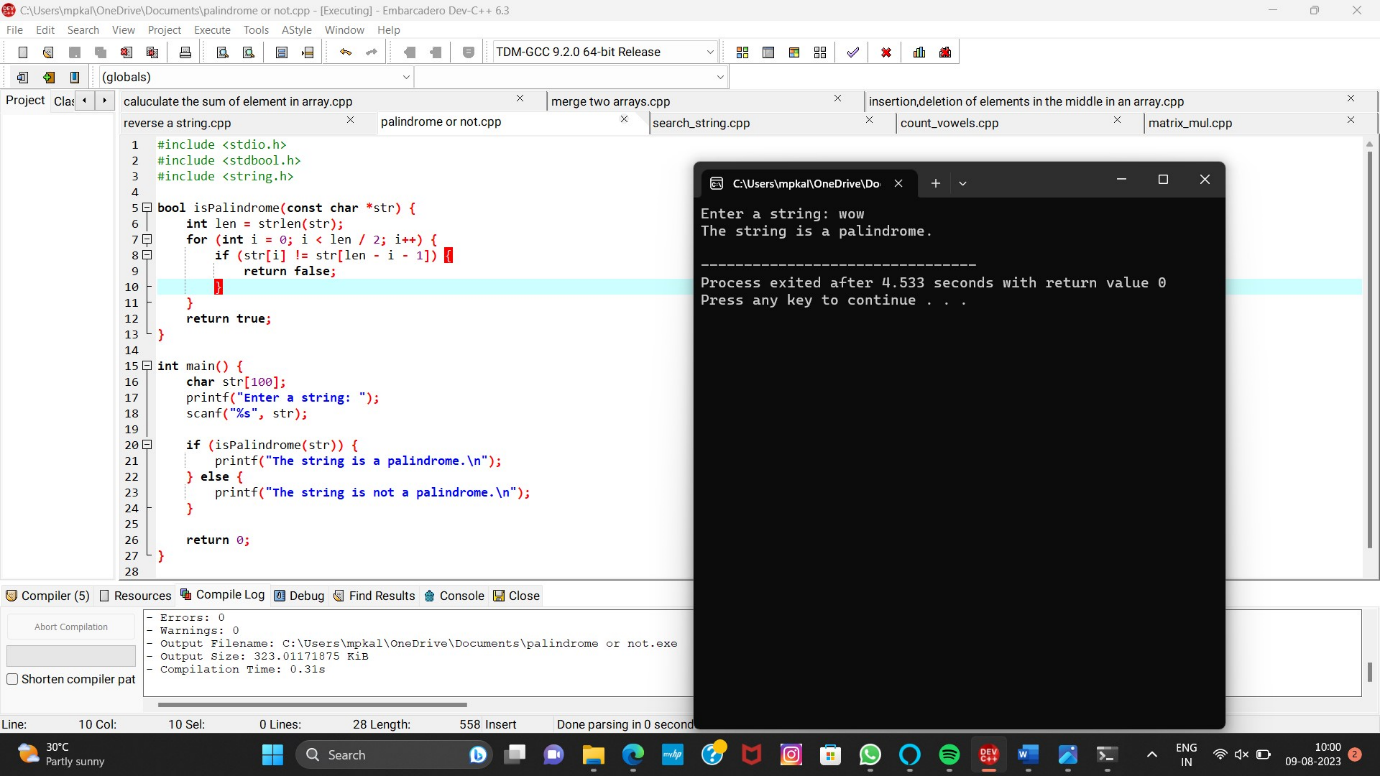 C:\Users\mpkal\OneDrive\Documents\palindrome or not.cpp - [Executing] - Embarcadero Dev-C++ 6.3
File Edit Search View Project Execute Tools AStyle Window Help
TDM-GCC 9.2.0 64-bit Release
(globals)
Project Cla
caluculate the sum of element in array.cpp merge two arrays.cpp insertion,deletion of elements in the middle in an array.cpp
reverse a string.cpp palindrome or not.cpp search_string.cpp count_vowels.cpp matrix_mul.cpp
1 #include <stdio.h>
2 #include <stdbool.h>
3 #include <string.h>
4
5 bool isPalindrome(const char *str) {
6 int len = strlen(str);
7 for (int i = 0; i < len / 2; i++) {
8 if (str[i] != str[len - i - 1]) {
9 return false;
10 }
11 }
12 return true;
13 }
14
15 int main() {
16 char str[100];
17 printf("Enter a string: ");
18 scanf("%s", str);
19
20 if (isPalindrome(str)) {
21 printf("The string is a palindrome.\n");
22 } else {
23 printf("The string is not a palindrome.\n");
24 }
25
26 return 0;
27 }
28
C:\Users\mpkal\OneDrive\Do
Enter a string: wow
The string is a palindrome.
--------------------------------
Process exited after 4.533 seconds with return value 0
Press any key to continue . . .
Compiler (5) Resources Compile Log Debug Find Results Console Close
Abort Compilation
Shorten compiler pat
- Errors: 0
- Warnings: 0
- Output Filename: C:\Users\mpkal\OneDrive\Documents\palindrome or not.exe
- Output Size: 323.01171875 KiB
- Compilation Time: 0.31s
Line: 10 Col: 10 Sel: 0 Lines: 28 Length: 558 Insert Done parsing in 0 second
30°C
Partly sunny
Search
myhp
DEV C++
ENG
IN
10:00
09-08-2023
2